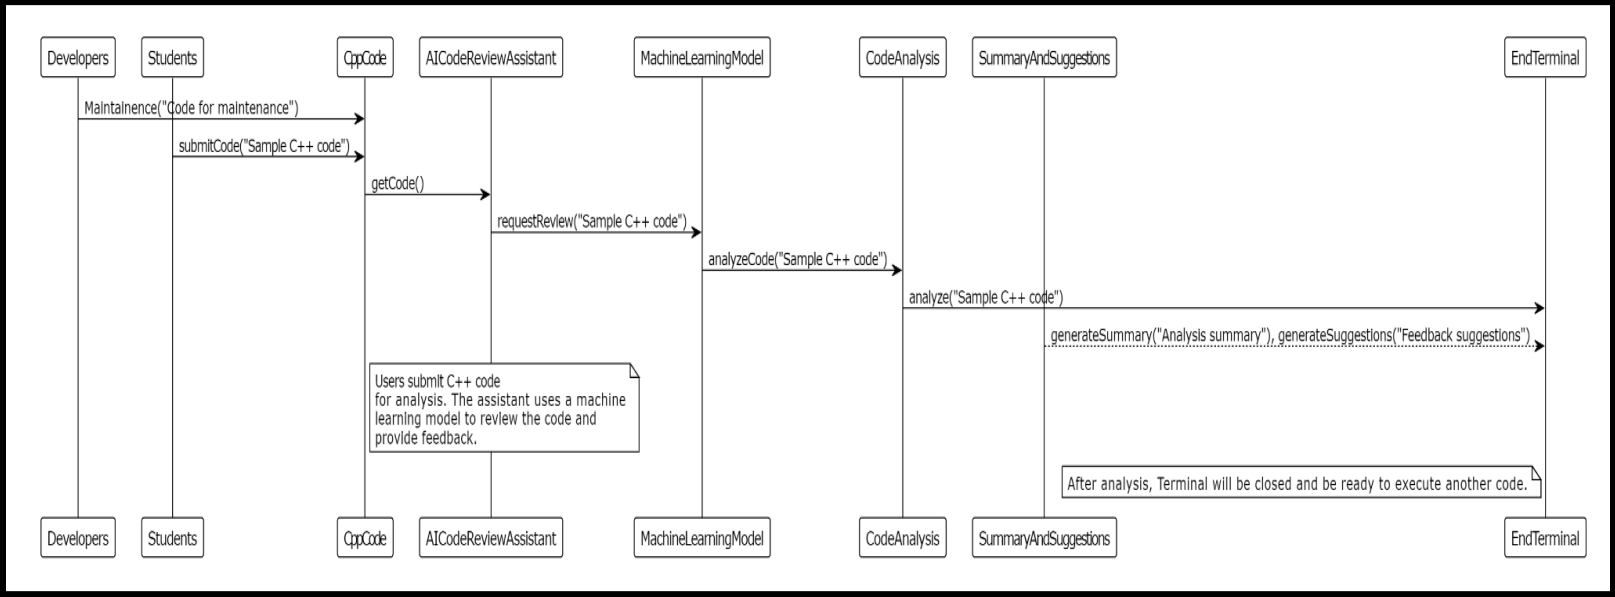 Developers Students CppCode AICodeReviewAssistant MachineLearningModel CodeAnalysis SummaryAndSuggestions EndTerminal
Maintainence("Code for maintenance")
submitCode("Sample C++ code")
getCode()
requestReview("Sample C++ code")
analyzeCode("Sample C++ code")
analyze("Sample C++ code")
generateSummary("Analysis summary"), generateSuggestions("Feedback suggestions")
Users submit C++ code
for analysis. The assistant uses a machine
learning model to review the code and
provide feedback.
After analysis, Terminal will be closed and be ready to execute another code.
Developers Students CppCode AICodeReviewAssistant MachineLearningModel CodeAnalysis SummaryAndSuggestions EndTerminal